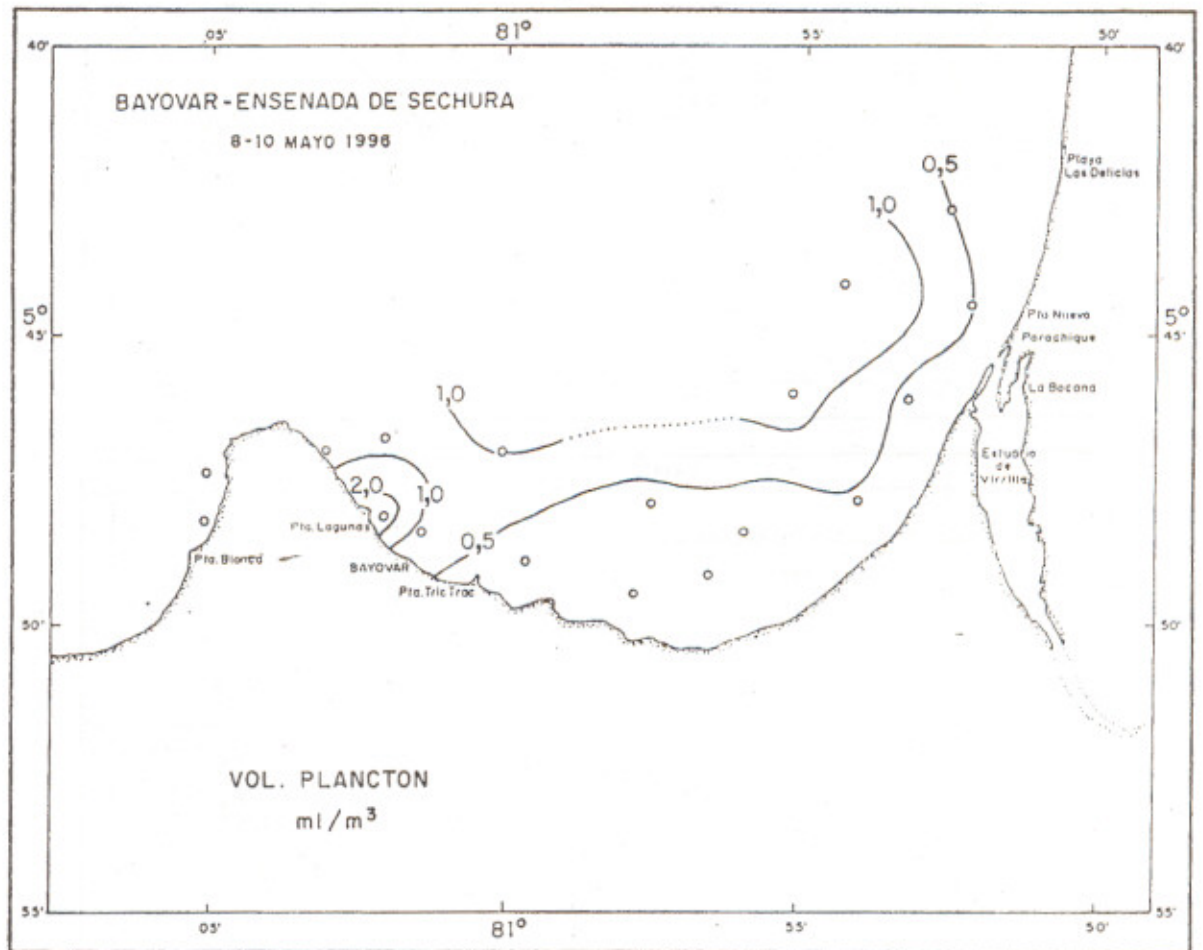 05' 81° 55' 50'
40' 40'
BAYOVAR-ENSENADA DE SECHURA
8-10 MAYO 1996
Playa
Las Delicias
0,5
1,0
5° 5°
45' 45'
Pta Nueva
Parachique
La Bocana
1,0
Estuario
de
Virrila
2,0
1,0
Pta. Lagunas
0,5
Pta. Blanca
BAYOVAR
Pta. Tric Trac
50' 50'
VOL. PLANCTON
ml/m³
55' 55'
05' 81° 55' 50'